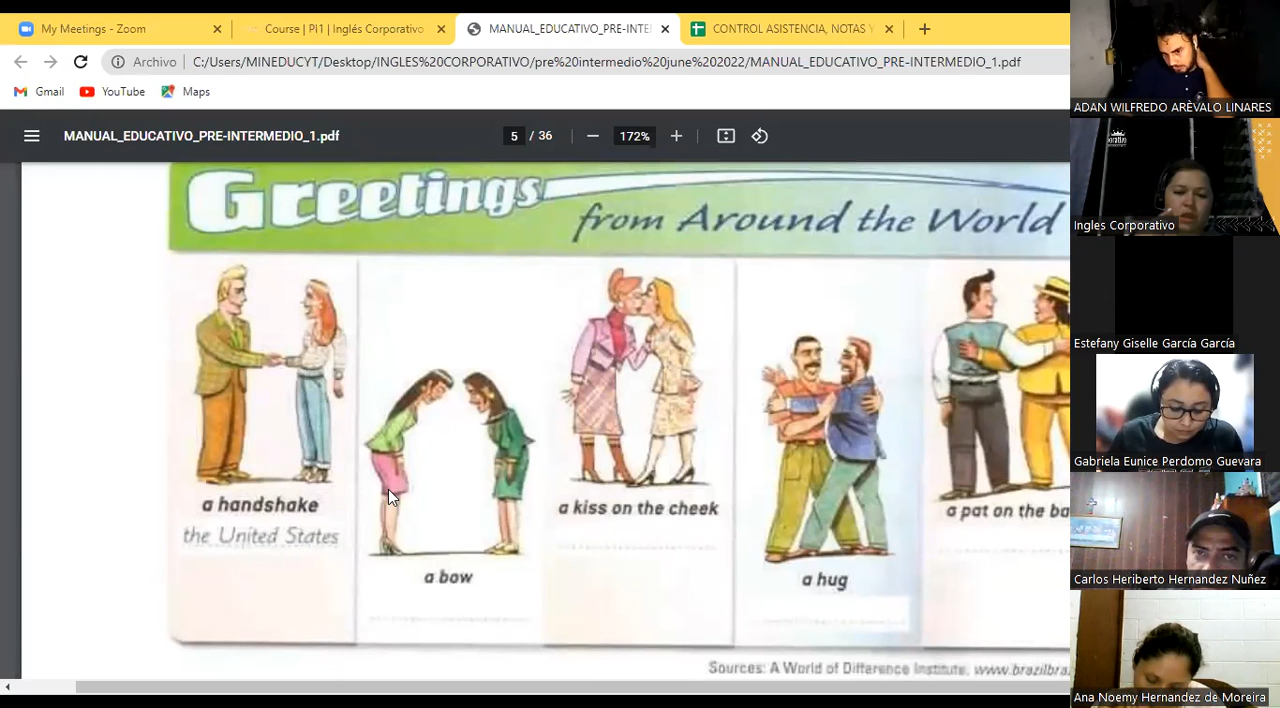 My Meetings - Zoom
Course | PI1 | Inglés Corporativo
MANUAL_EDUCATIVO_PRE-INTE
CONTROL ASISTENCIA, NOTAS Y
Archivo
C:/Users/MINEDUCYT/Desktop/INGLES%20CORPORATIVO/pre%20intermedio%20june%202022/MANUAL_EDUCATIVO_PRE-INTERMEDIO_1.pdf
Gmail
YouTube
Maps
MANUAL_EDUCATIVO_PRE-INTERMEDIO_1.pdf
5 / 36
172%
Greetings
from Around the World
a handshake
the United States
a bow
a kiss on the cheek
a hug
a pat on the ba
Sources: A World of Difference Institute, www.brazilbra
ADAN WILFREDO ARÈVALO LINARES
Ingles Corporativo
Estefany Giselle García García
Gabriela Eunice Perdomo Guevara
Carlos Heriberto Hernandez Nuñez
Ana Noemy Hernandez de Moreira